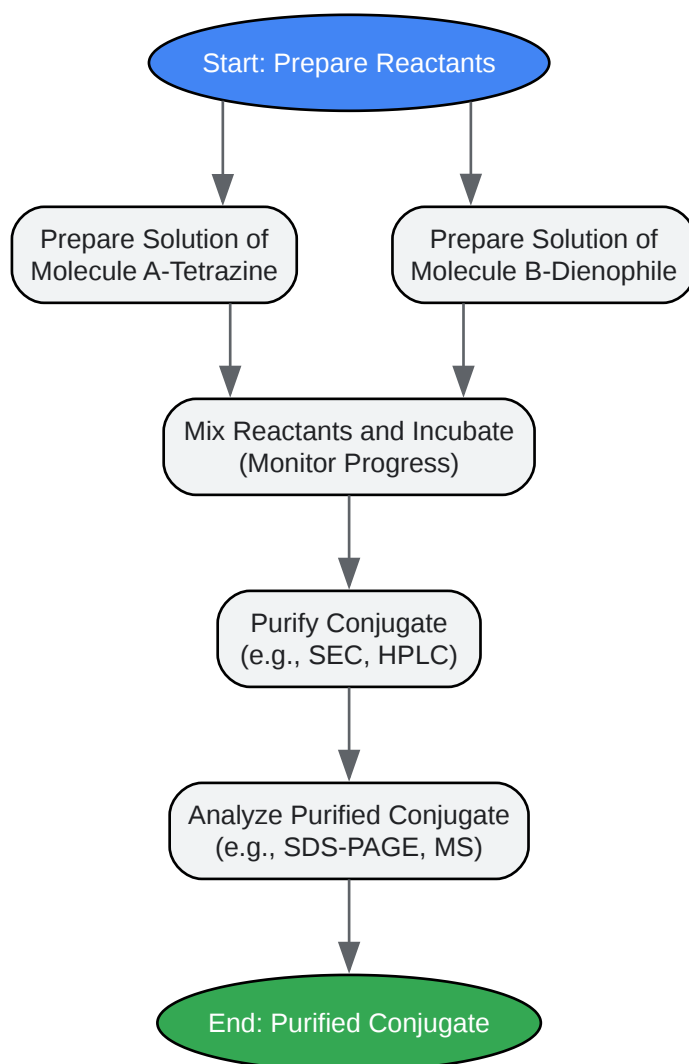 Start: Prepare Reactants
Prepare Solution of
Molecule A-Tetrazine
Prepare Solution of
Molecule B-Dienophile
Mix Reactants and Incubate
(Monitor Progress)
Purify Conjugate
(e.g., SEC, HPLC)
Analyze Purified Conjugate
(e.g., SDS-PAGE, MS)
End: Purified Conjugate